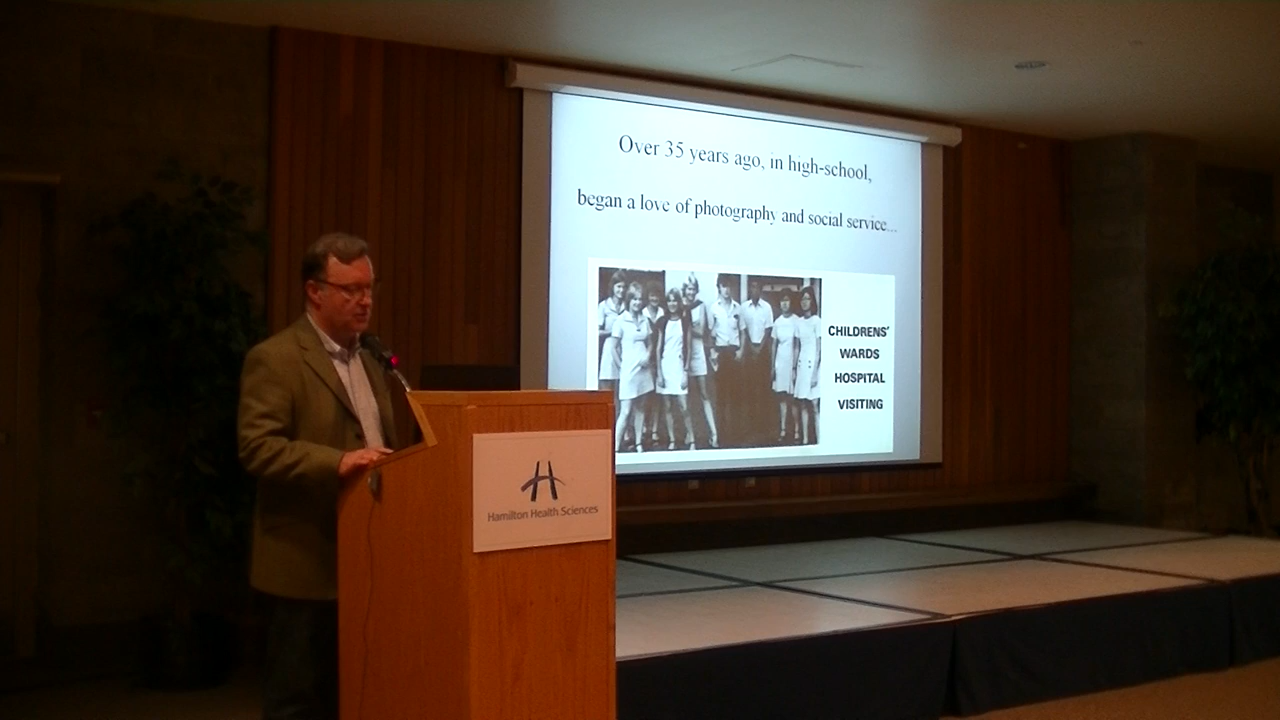 Over 35 years ago, in high-school,
began a love of photography and social service...
CHILDRENS'
WARDS
HOSPITAL
VISITING
Hamilton Health Sciences